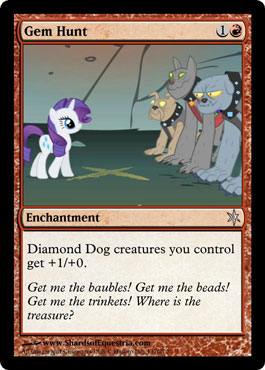 Gem Hunt 1
Enchantment
Diamond Dog creatures you control
get +1/+0.
Get me the baubles! Get me the beads!
Get me the trinkets! Where is the
treasure?
www.ShardsofEquestria.com